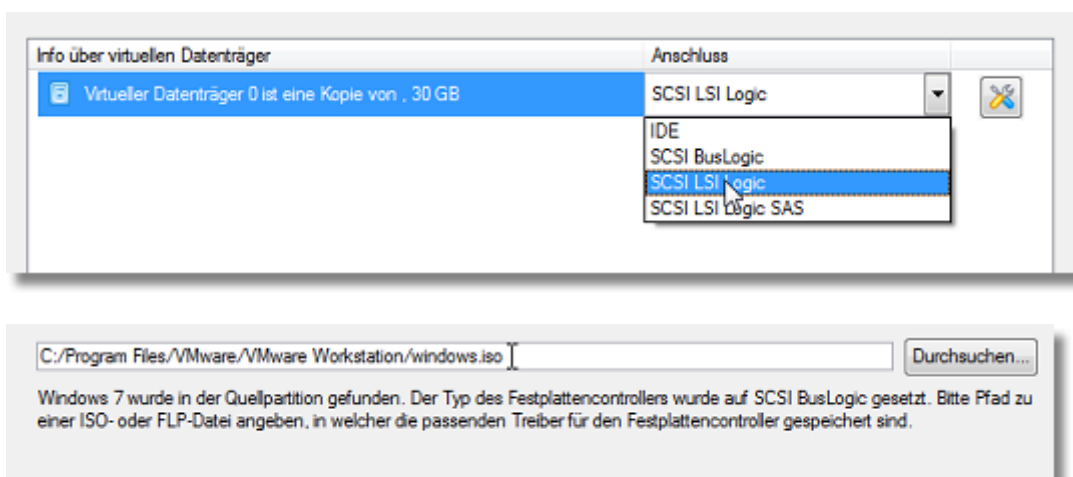 Info über virtuellen Datenträger Anschluss
Virtueller Datenträger 0 ist eine Kopie von , 30 GB SCSI LSI Logic
IDE
SCSI BusLogic
SCSI LSI Logic
SCSI LSI Logic SAS
C:/Program Files/VMware/VMware Workstation/windows.iso Durchsuchen...
Windows 7 wurde in der Quellpartition gefunden. Der Typ des Festplattencontrollers wurde auf SCSI BusLogic gesetzt. Bitte Pfad zu
einer ISO- oder FLP-Datei angeben, in welcher die passenden Treiber für den Festplattencontroller gespeichert sind.